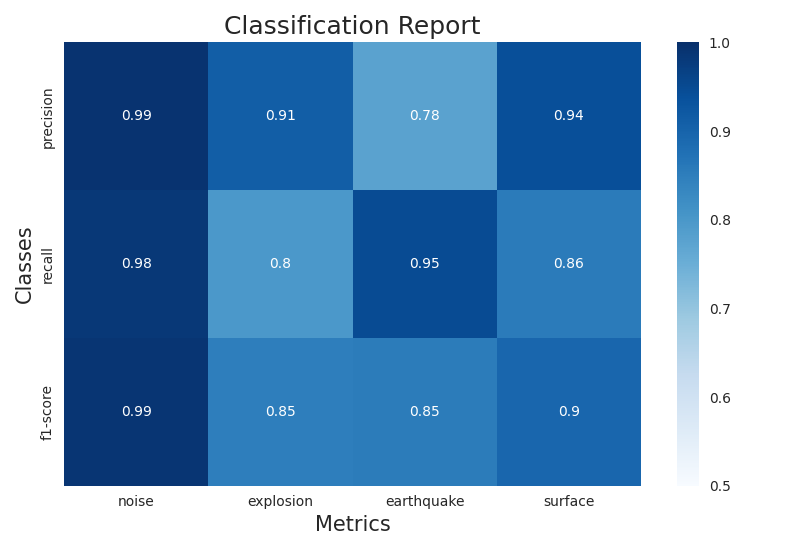 Classification Report
precision
0.99 0.91 0.78 0.94
recall
0.98 0.8 0.95 0.86
f1-score
0.99 0.85 0.85 0.9
Classes
noise explosion earthquake surface
Metrics
1.0
0.9
0.8
0.7
0.6
0.5